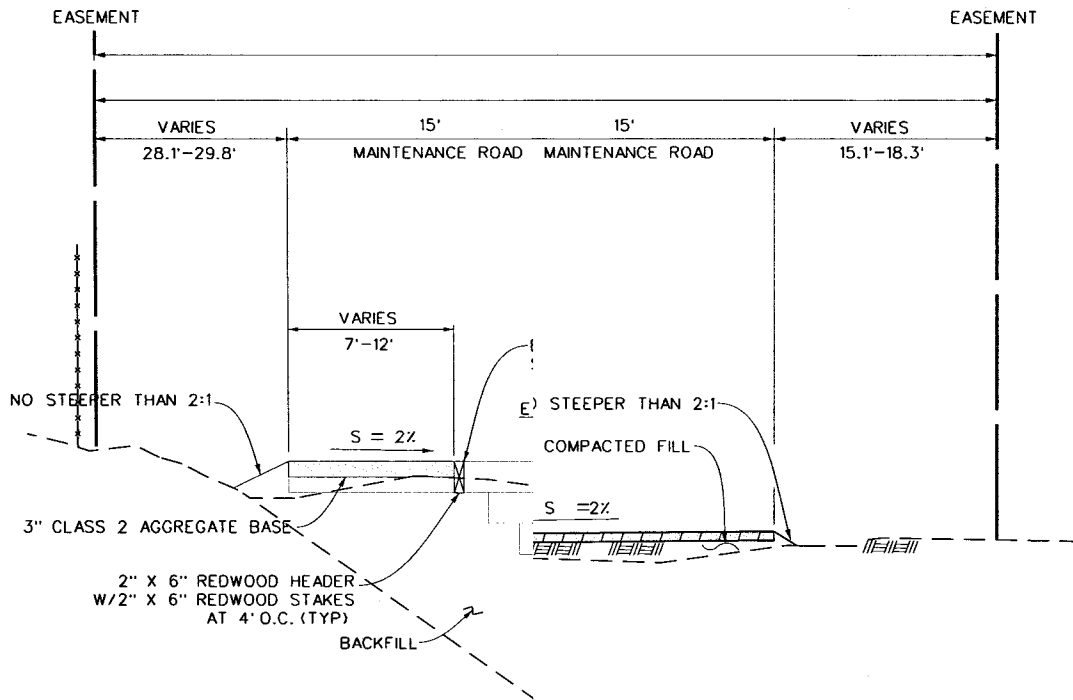 EASEMENT
EASEMENT
VARIES
15'
15'
VARIES
28.1'-29.8'
MAINTENANCE ROAD
MAINTENANCE ROAD
15.1'-18.3'
VARIES
7'-12'
NO STEEPER THAN 2:1
E) STEEPER THAN 2:1
S = 2%
COMPACTED FILL
3" CLASS 2 AGGREGATE BASE
S =2%
2" X 6" REDWOOD HEADER
W/2" X 6" REDWOOD STAKES
AT 4' O.C. (TYP)
BACKFILL